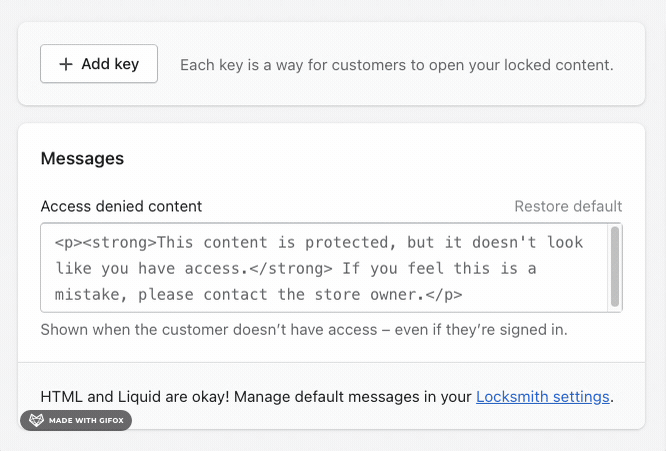 + Add key
Each key is a way for customers to open your locked content.
Messages
Access denied content
Restore default
<p><strong>This content is protected, but it doesn't look
like you have access.</strong> If you feel this is a
mistake, please contact the store owner.</p>
Shown when the customer doesn’t have access – even if they’re signed in.
HTML and Liquid are okay! Manage default messages in your Locksmith settings.
MADE WITH GIFOX